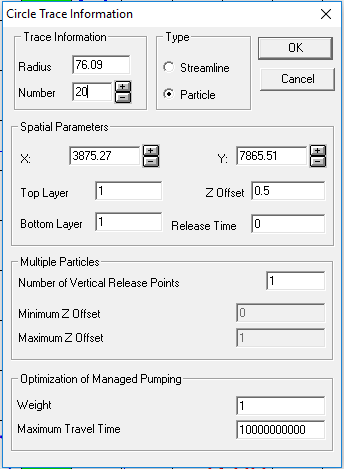 Circle Trace Information
Trace Information
Radius 76.09
Number 20
Type
Streamline
Particle
OK
Cancel
Spatial Parameters
X: 3875.27 Y: 7865.51
Top Layer 1 Z Offset 0.5
Bottom Layer 1 Release Time 0
Multiple Particles
Number of Vertical Release Points 1
Minimum Z Offset 0
Maximum Z Offset 1
Optimization of Managed Pumping
Weight 1
Maximum Travel Time 10000000000